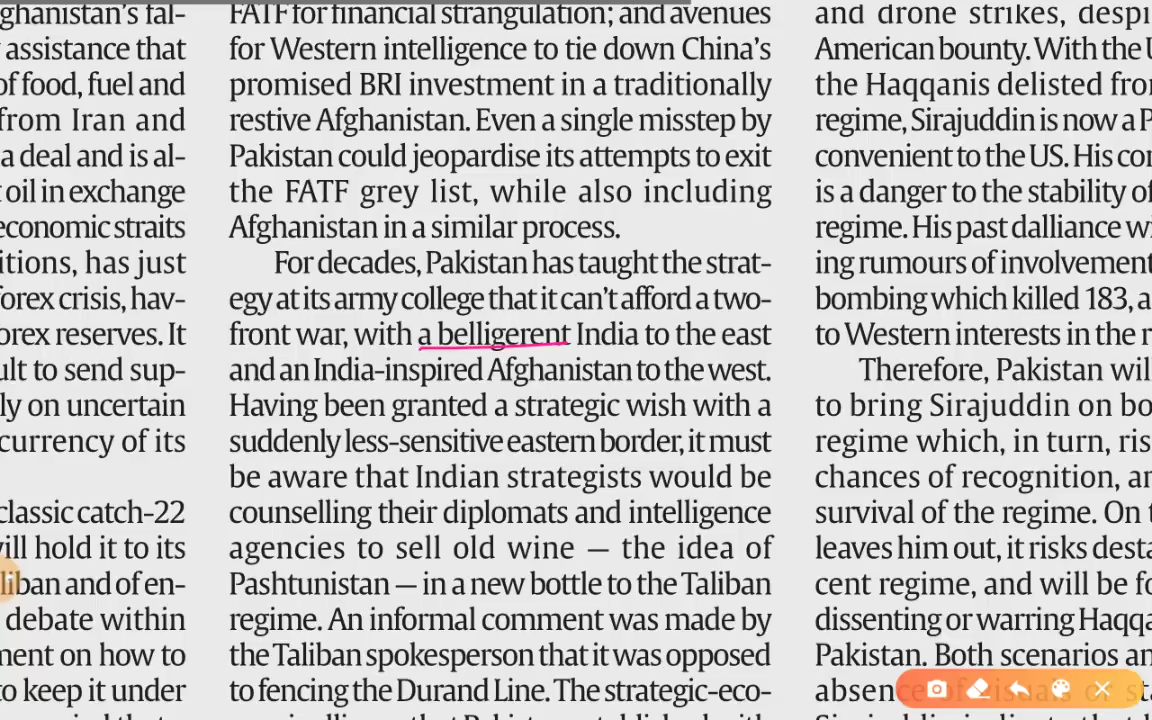 ghanistan's fal-
assistance that
of food, fuel and
from Iran and
a deal and is al-
oil in exchange
economic straits
itions, has just
forex crisis, hav-
orex reserves. It
ult to send sup-
ly on uncertain
currency of its
classic catch-22
will hold it to its
liban and of en-
debate within
ment on how to
to keep it under
FATF for financial strangulation; and avenues
for Western intelligence to tie down China's
promised BRI investment in a traditionally
restive Afghanistan. Even a single misstep by
Pakistan could jeopardise its attempts to exit
the FATF grey list, while also including
Afghanistan in a similar process.
For decades, Pakistan has taught the strat-
egy at its army college that it can't afford a two-
front war, with a belligerent India to the east
and an India-inspired Afghanistan to the west.
Having been granted a strategic wish with a
suddenly less-sensitive eastern border, it must
be aware that Indian strategists would be
counselling their diplomats and intelligence
agencies to sell old wine — the idea of
Pashtunistan — in a new bottle to the Taliban
regime. An informal comment was made by
the Taliban spokesperson that it was opposed
to fencing the Durand Line. The strategic-eco-
and drone strikes, despi
American bounty. With the U
the Haqqanis delisted fro
regime, Sirajuddin is now a P
convenient to the US. His co
is a danger to the stability of
regime. His past dalliance wi
ing rumours of involvement
bombing which killed 183, a
to Western interests in the r
Therefore, Pakistan wil
to bring Sirajuddin on bo
regime which, in turn, ris
chances of recognition, an
survival of the regime. On t
leaves him out, it risks desta
cent regime, and will be fo
dissenting or warring Haqqa
Pakistan. Both scenarios an
absenc